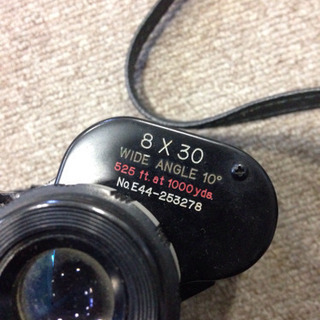 8 X 30
WIDE ANGLE 10°
525 ft. at 1000 yds.
No. E44-253278